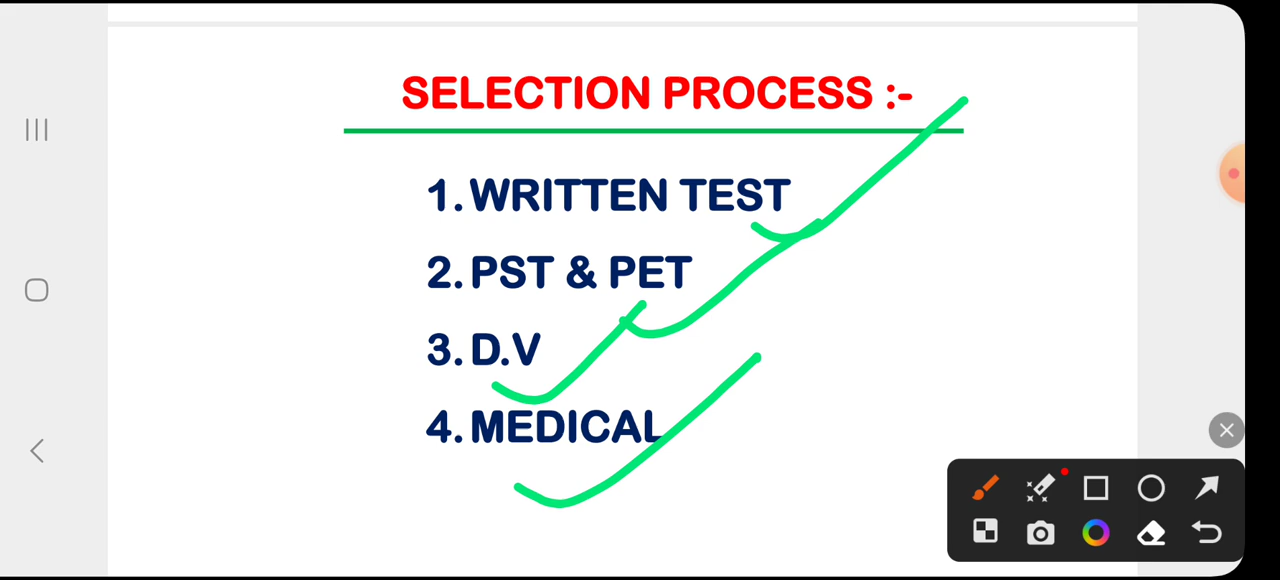 SELECTION PROCESS :-
1. WRITTEN TEST
2. PST & PET
3. D.V
4. MEDICAL